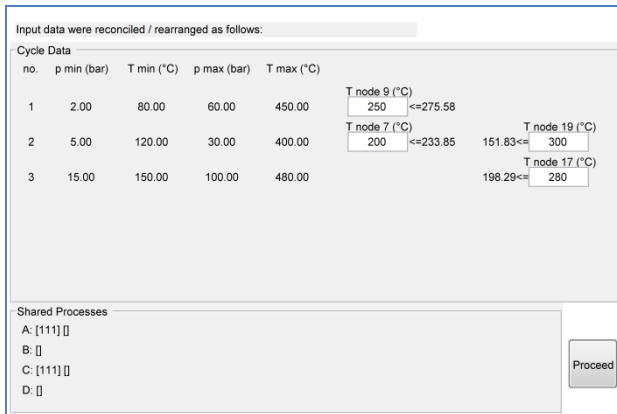 Input data were reconciled / rearranged as follows:
Cycle Data
no. p min (bar) T min (°C) p max (bar) T max (°C)
T node 9 (°C)
1 2.00 80.00 60.00 450.00 250 <=275.58
T node 7 (°C) T node 19 (°C)
2 5.00 120.00 30.00 400.00 200 <=233.85 151.83<= 300
T node 17 (°C)
3 15.00 150.00 100.00 480.00 198.29<= 280
Shared Processes
A: [111] []
B: []
C: [111] []
D: []
Proceed